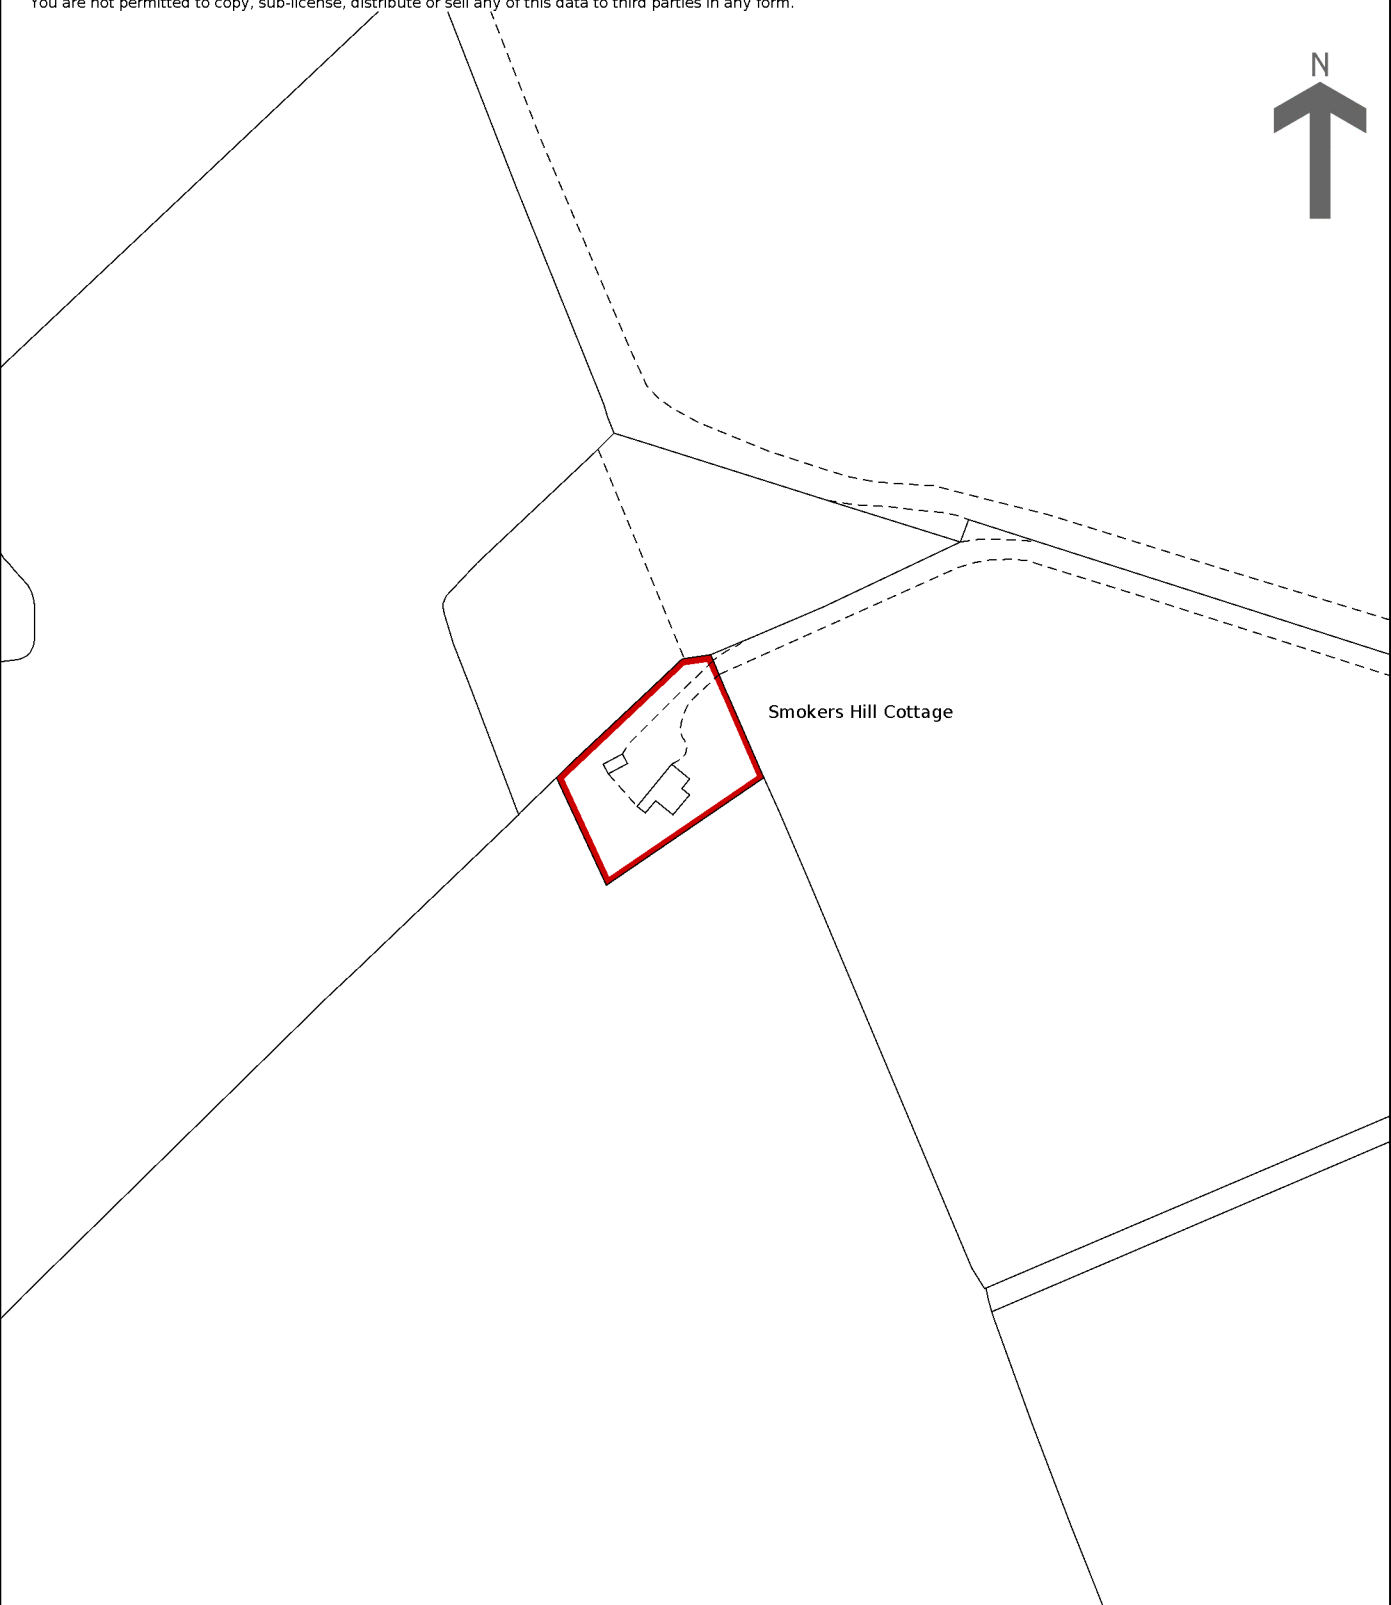 You are not permitted to copy, sub-license, distribute or sell any of this data to third parties in any form.
N
Smokers Hill Cottage